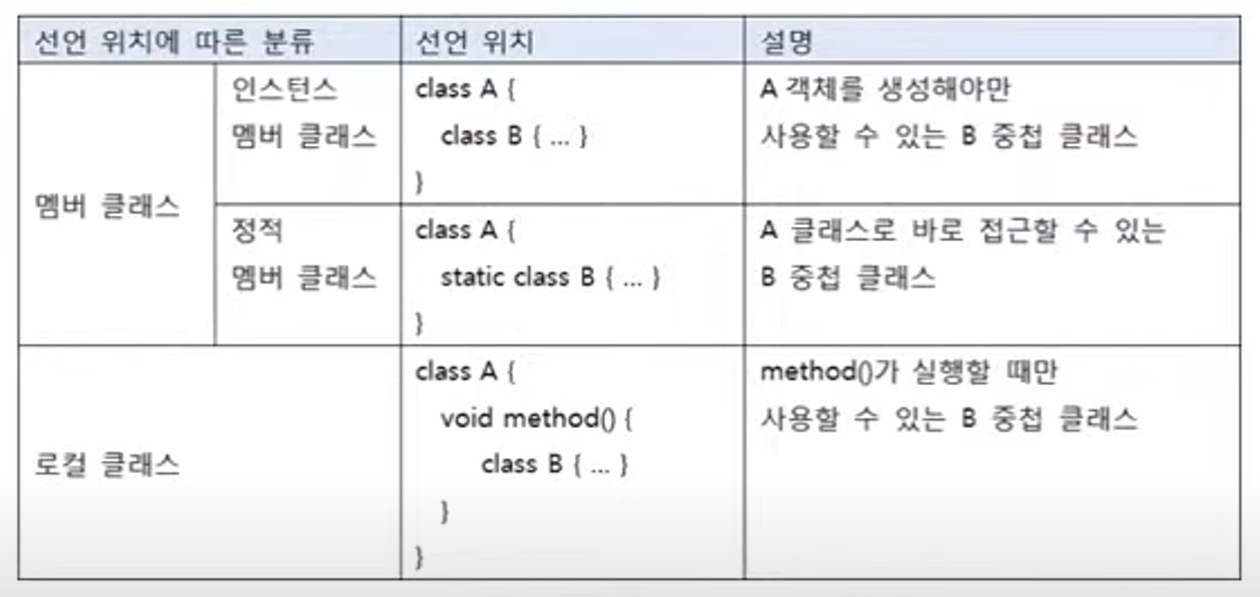 선언 위치에 따른 분류
선언 위치
설명
멤버 클래스
인스턴스
멤버 클래스
class A {
class B { ... }
}
A 객체를 생성해야만
사용할 수 있는 B 중첩 클래스
정적
멤버 클래스
class A {
static class B { ... }
}
A 클래스로 바로 접근할 수 있는
B 중첩 클래스
로컬 클래스
class A {
void method() {
class B { ... }
}
}
method()가 실행할 때만
사용할 수 있는 B 중첩 클래스